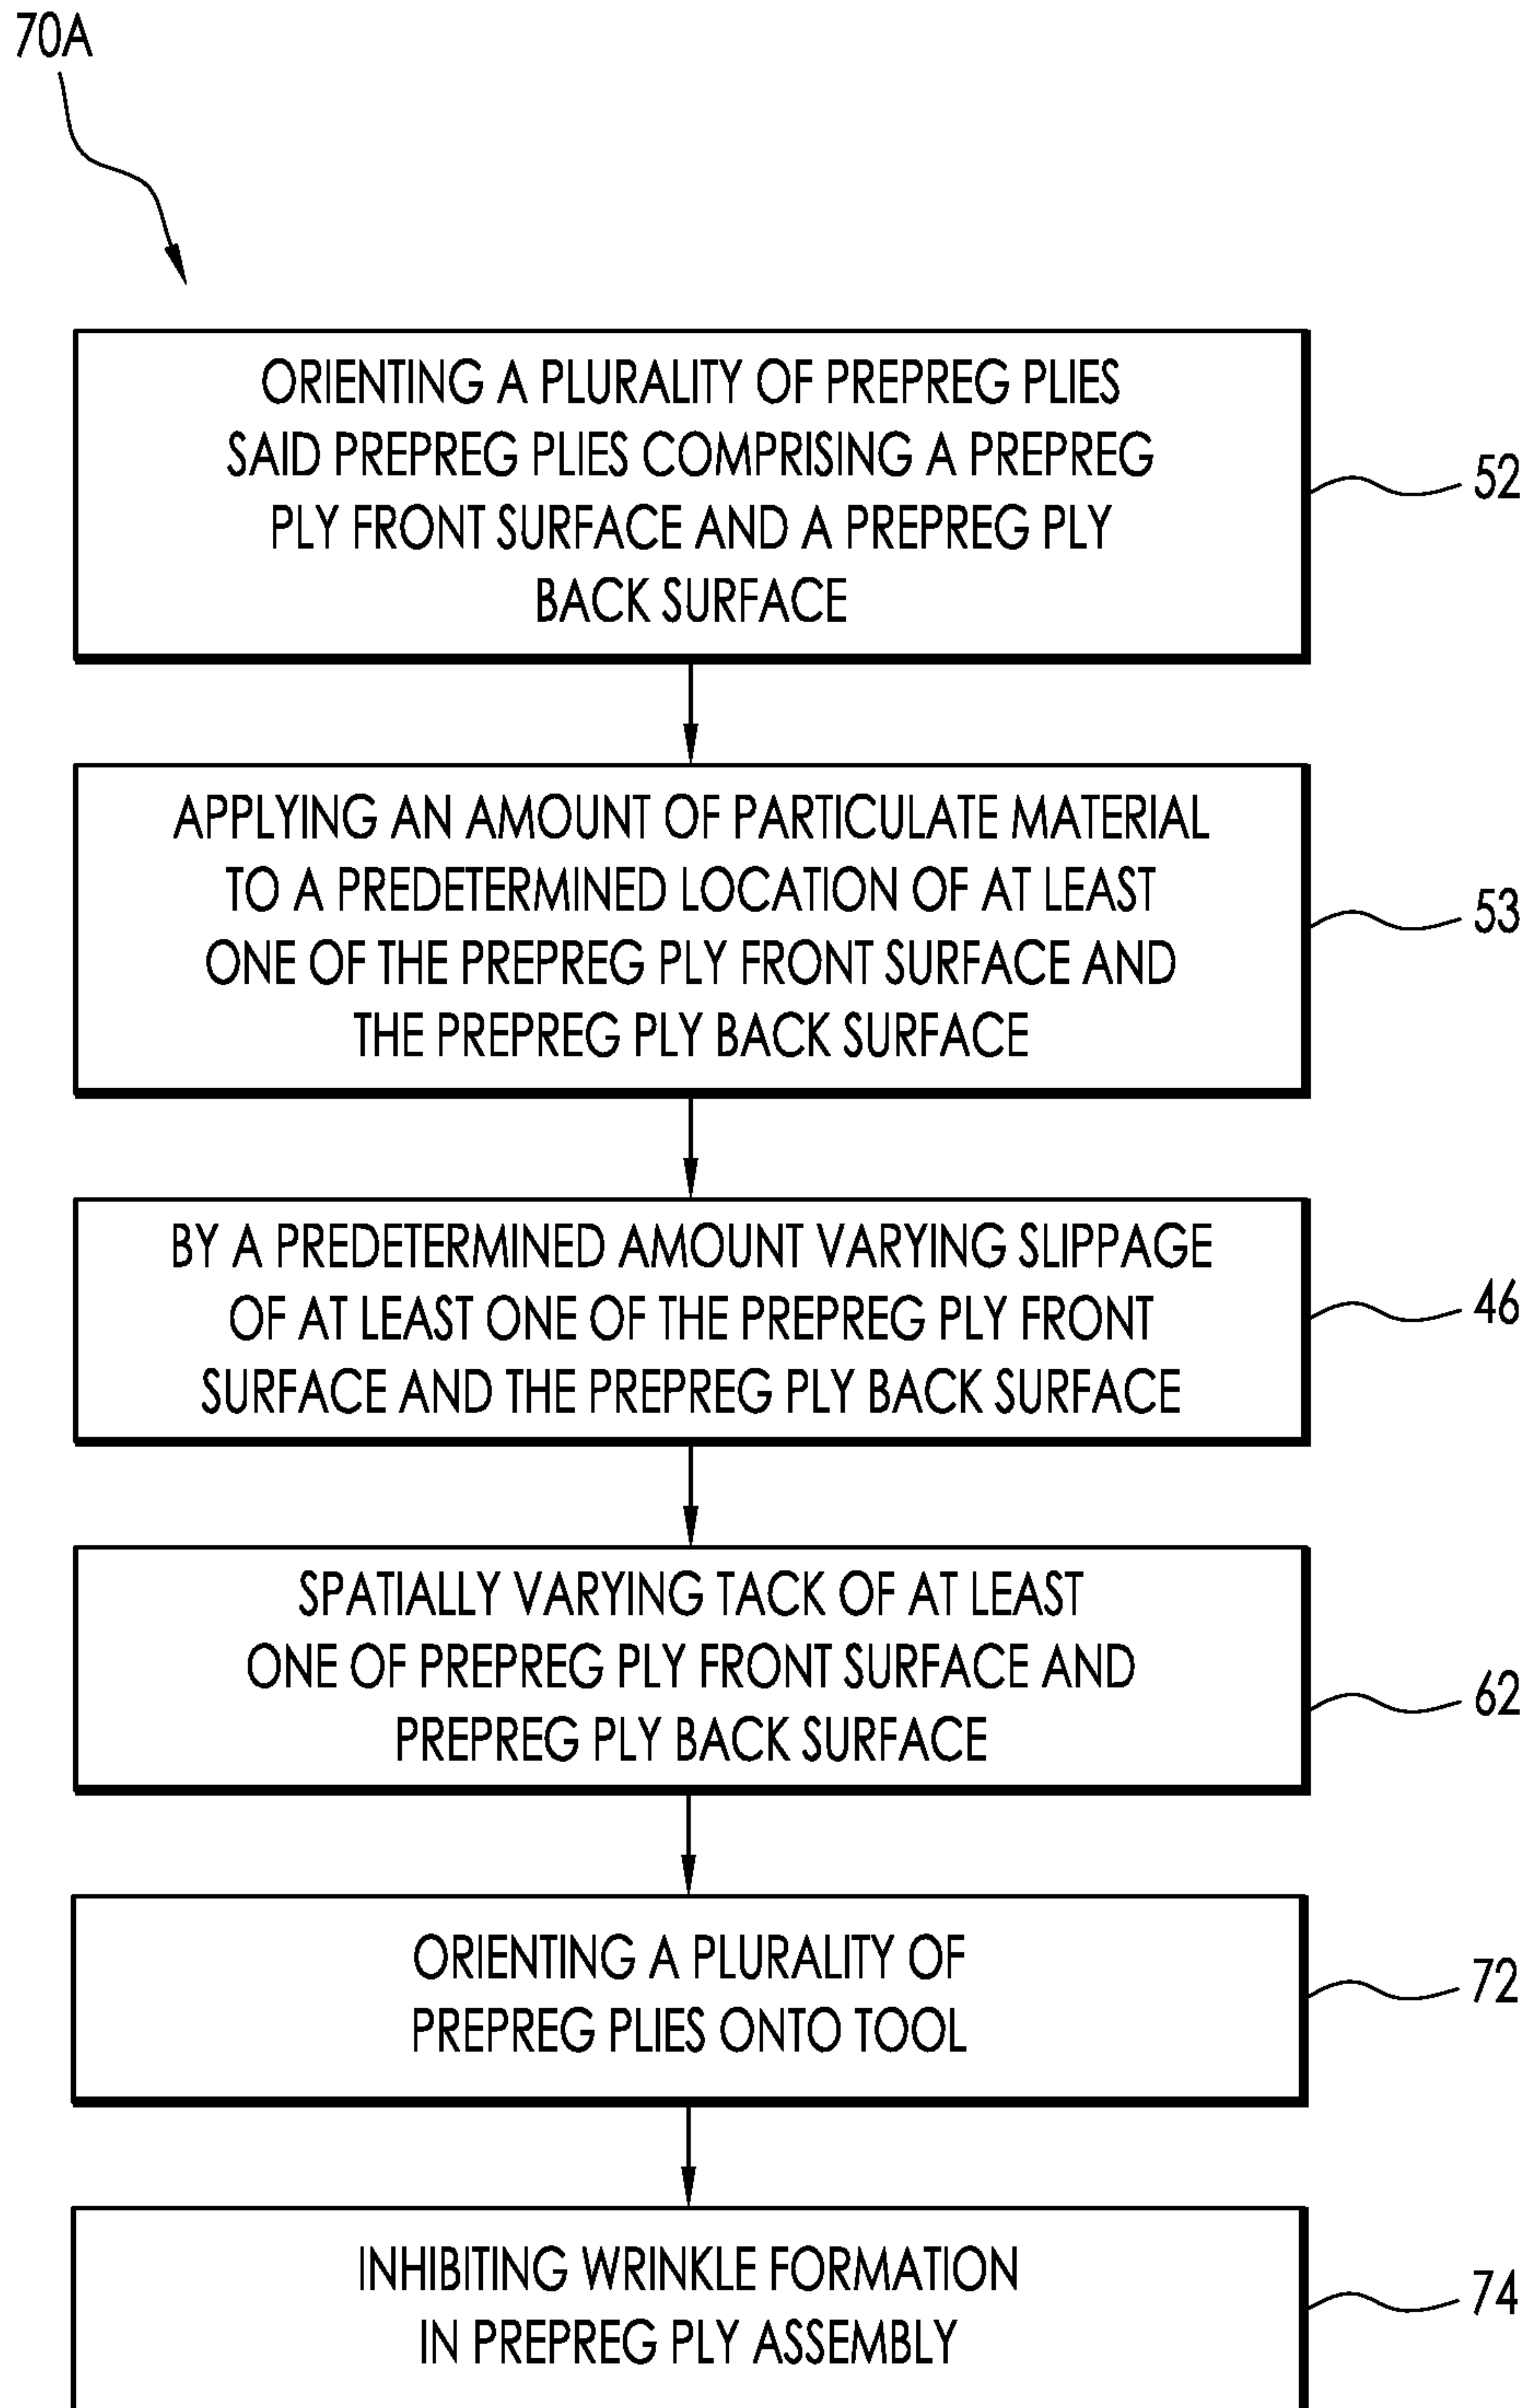 70A
ORIENTING A PLURALITY OF PREPREG PLIES
SAID PREPREG PLIES COMPRISING A PREPREG
PLY FRONT SURFACE AND A PREPREG PLY
BACK SURFACE
52
APPLYING AN AMOUNT OF PARTICULATE MATERIAL
TO A PREDETERMINED LOCATION OF AT LEAST
ONE OF THE PREPREG PLY FRONT SURFACE AND
THE PREPREG PLY BACK SURFACE
53
BY A PREDETERMINED AMOUNT VARYING SLIPPAGE
OF AT LEAST ONE OF THE PREPREG PLY FRONT
SURFACE AND THE PREPREG PLY BACK SURFACE
46
SPATIALLY VARYING TACK OF AT LEAST
ONE OF PREPREG PLY FRONT SURFACE AND
PREPREG PLY BACK SURFACE
62
ORIENTING A PLURALITY OF
PREPREG PLIES ONTO TOOL
72
INHIBITING WRINKLE FORMATION
IN PREPREG PLY ASSEMBLY
74